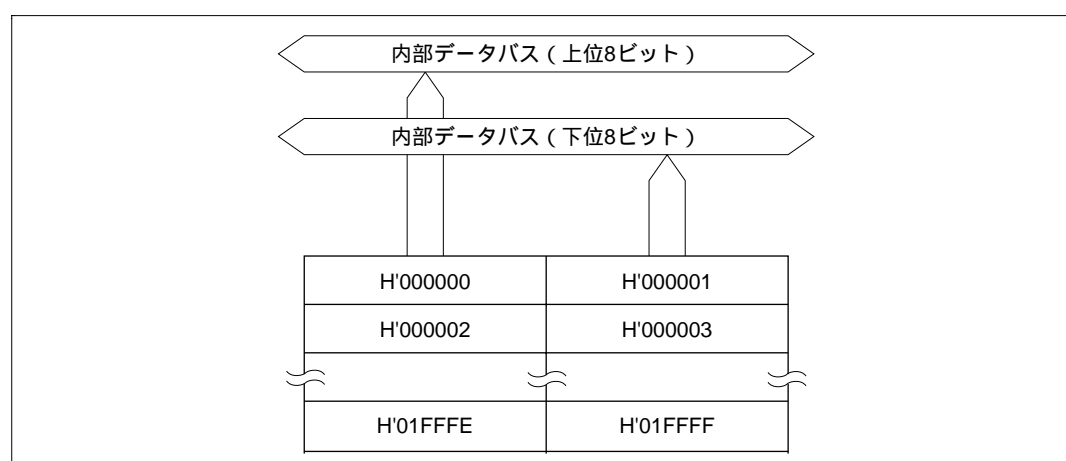 内部データバス（上位8ビット）
内部データバス（下位8ビット）
H'000000 H'000001
H'000002 H'000003
H'01FFFE H'01FFFF